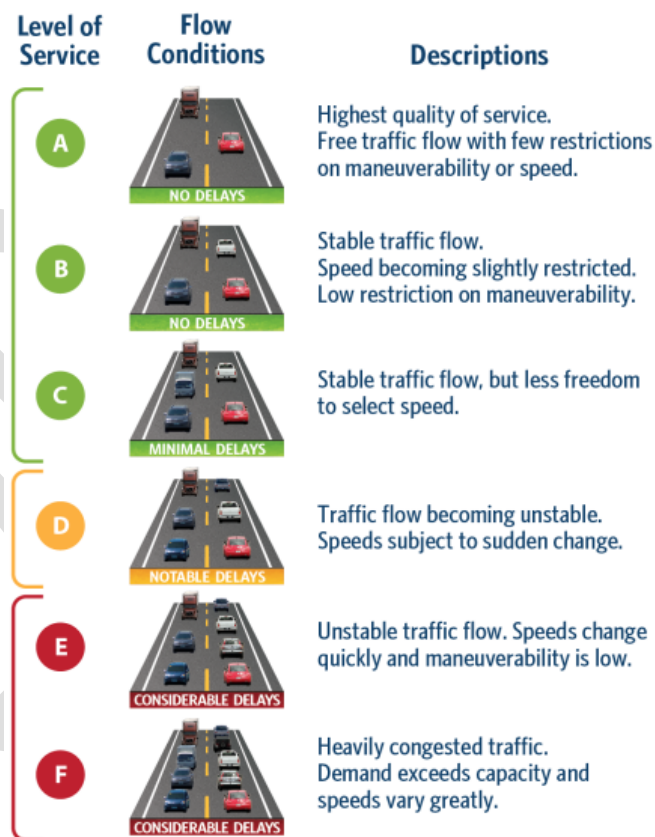 Level of
Service
Flow
Conditions
Descriptions
A
NO DELAYS
Highest quality of service.
Free traffic flow with few restrictions
on maneuverability or speed.
B
NO DELAYS
Stable traffic flow.
Speed becoming slightly restricted.
Low restriction on maneuverability.
C
MINIMAL DELAYS
Stable traffic flow, but less freedom
to select speed.
D
NOTABLE DELAYS
Traffic flow becoming unstable.
Speeds subject to sudden change.
E
CONSIDERABLE DELAYS
Unstable traffic flow. Speeds change
quickly and maneuverability is low.
F
CONSIDERABLE DELAYS
Heavily congested traffic.
Demand exceeds capacity and
speeds vary greatly.